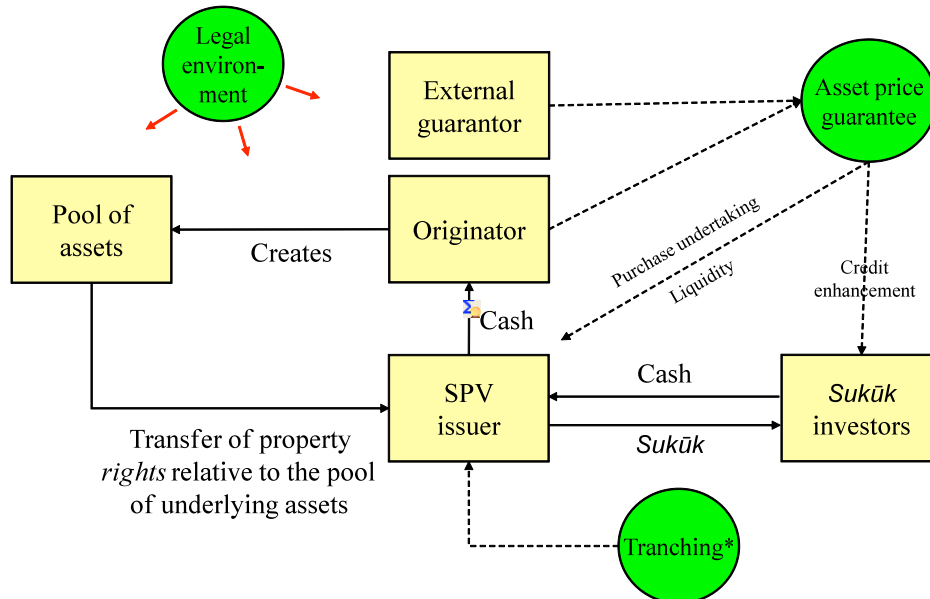 Legal
environ-
ment
External
guarantor
Asset price
guarantee
Pool of
assets
Creates
Originator
Purchase undertaking
Liquidity
Credit
enhancement
Σ
Cash
SPV
issuer
Cash
Sukūk
Sukūk
investors
Transfer of property
rights relative to the pool
of underlying assets
Tranching*